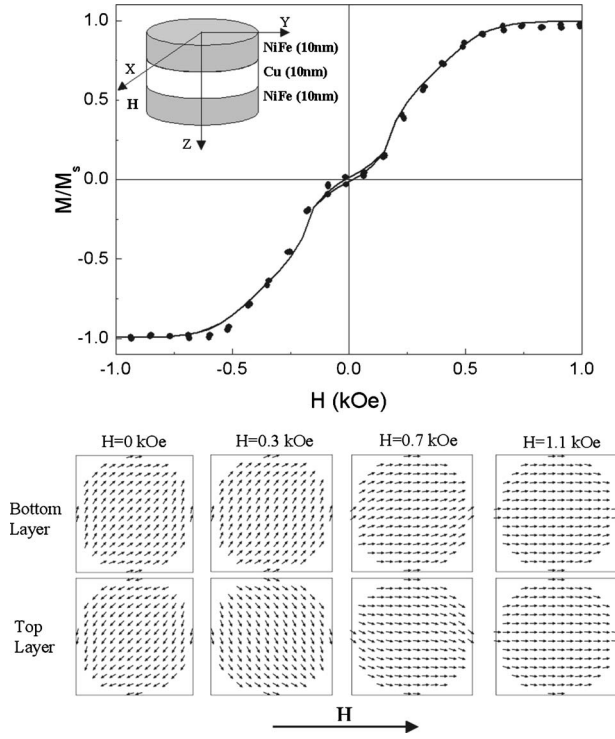 1.0
0.5
0.0
-0.5
-1.0
M/Ms
Y
NiFe (10nm)
X
Cu (10nm)
H
NiFe (10nm)
Z
-1.0 -0.5 0.0 0.5 1.0
H (kOe)
H=0 kOe H=0.3 kOe H=0.7 kOe H=1.1 kOe
Bottom
Layer
Top
Layer
H